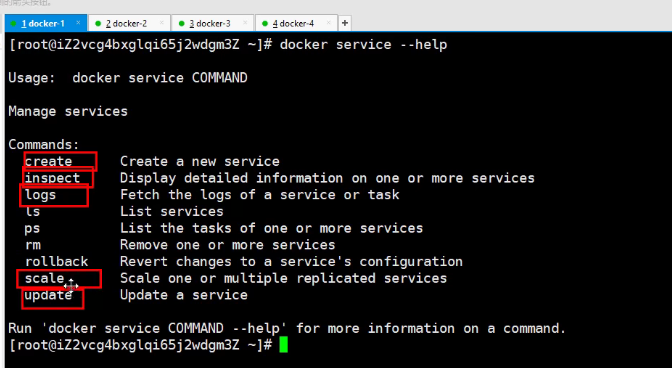 1 docker-1 2 docker-2 3 docker-3 4 docker-4
[root@iZ2vcg4bxglqi65j2wdgm3Z ~]# docker service --help
Usage:  docker service COMMAND
Manage services
Commands:
create      Create a new service
inspect     Display detailed information on one or more services
logs        Fetch the logs of a service or task
ls          List services
ps          List the tasks of one or more services
rm          Remove one or more services
rollback    Revert changes to a service's configuration
scale       Scale one or multiple replicated services
update      Update a service
Run 'docker service COMMAND --help' for more information on a command.
[root@iZ2vcg4bxglqi65j2wdgm3Z ~]#